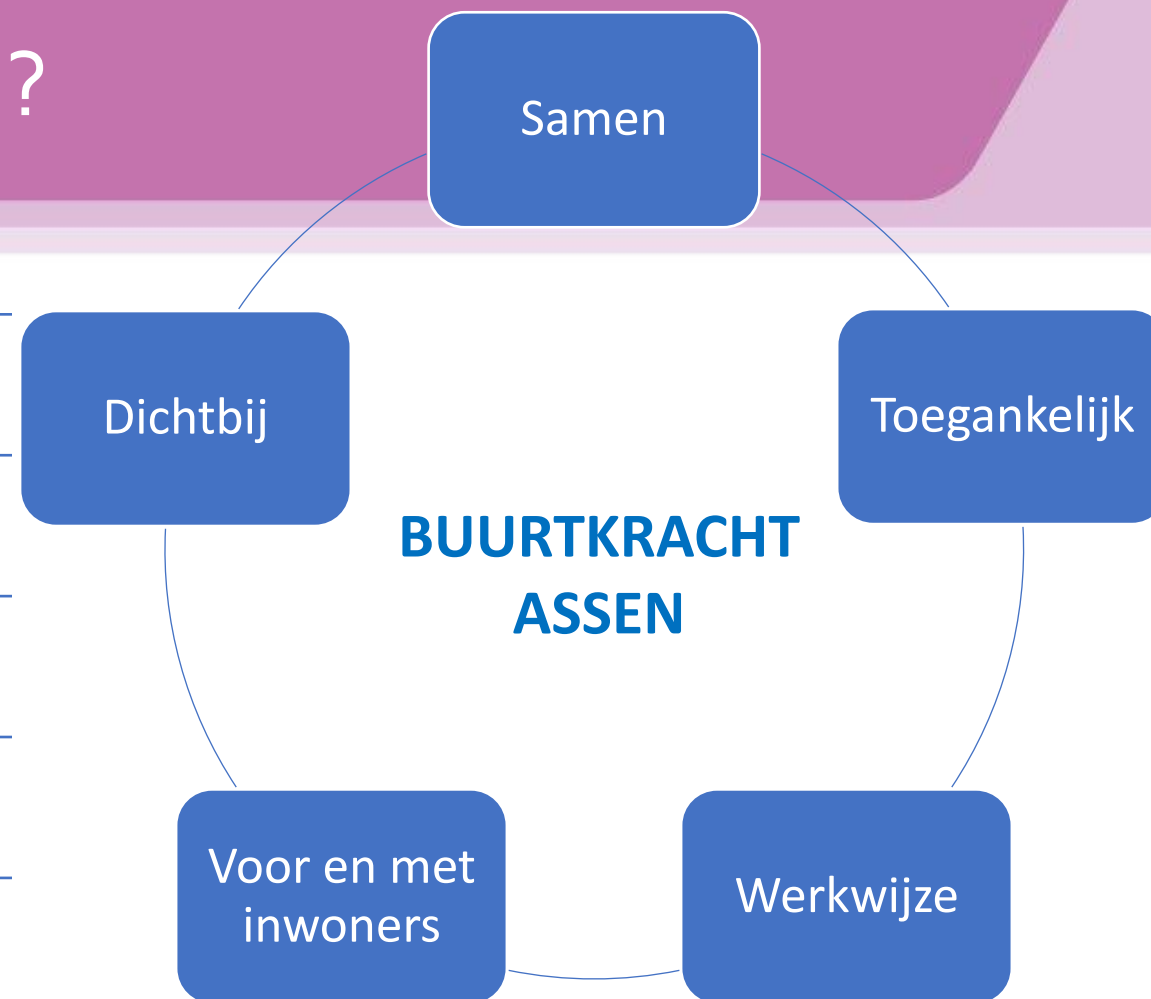 ?
Samen
Dichtbij
Toegankelijk
BUURTKRACHT
ASSEN
Voor en met
inwoners
Werkwijze